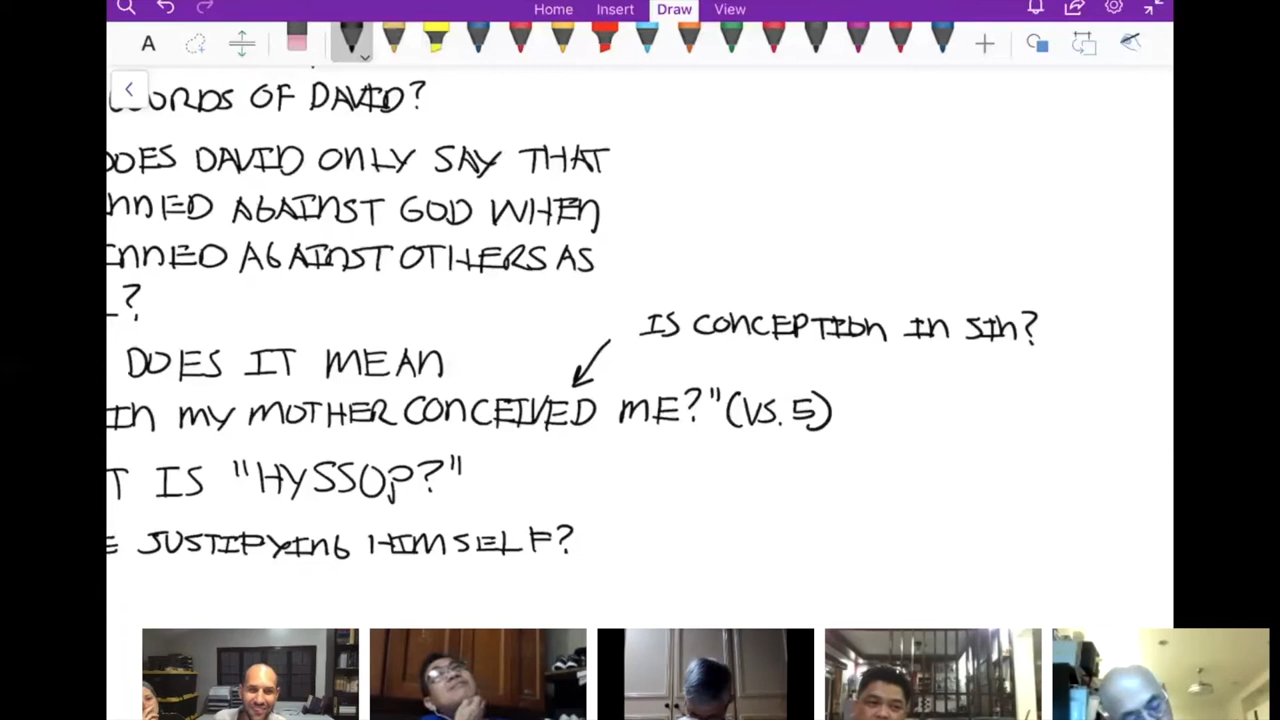 Home Insert Draw View
A
WORDS OF DAVID?
DOES DAVID ONLY SAY THAT
NNED AGAINST GOD WHEN
INNED AGAINST OTHERS AS
L?
IS CONCEPTION IN SIN?
DOES IT MEAN
IN MY MOTHER CONCEIVED ME?" (VS. 5)
T IS "HYSSOP?"
E JUSTIFYING HIMSELF?